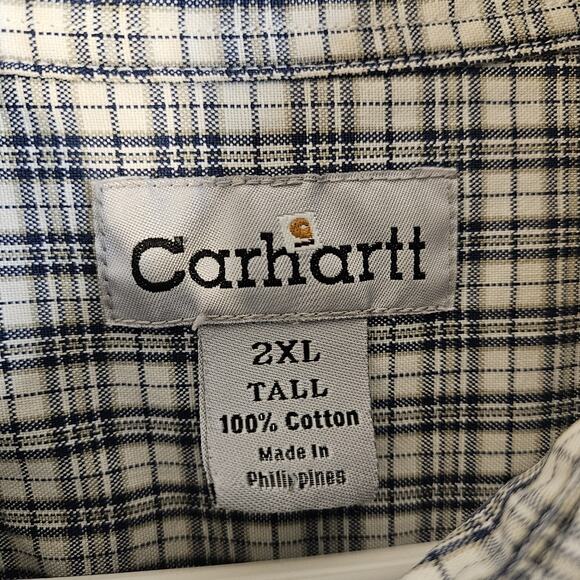 Carhartt
2XL
TALL
100% Cotton
Made In
Philippines